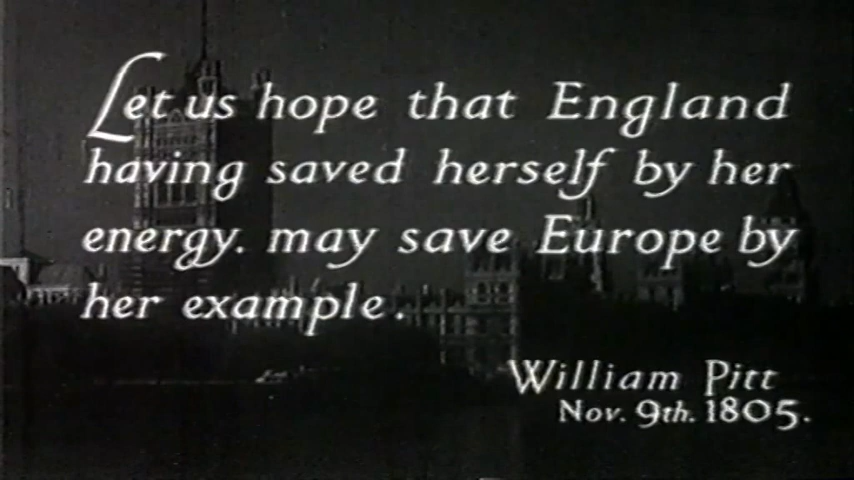 Let us hope that England
having saved herself by her
energy. may save Europe by
her example.
William Pitt
Nov. 9th. 1805.